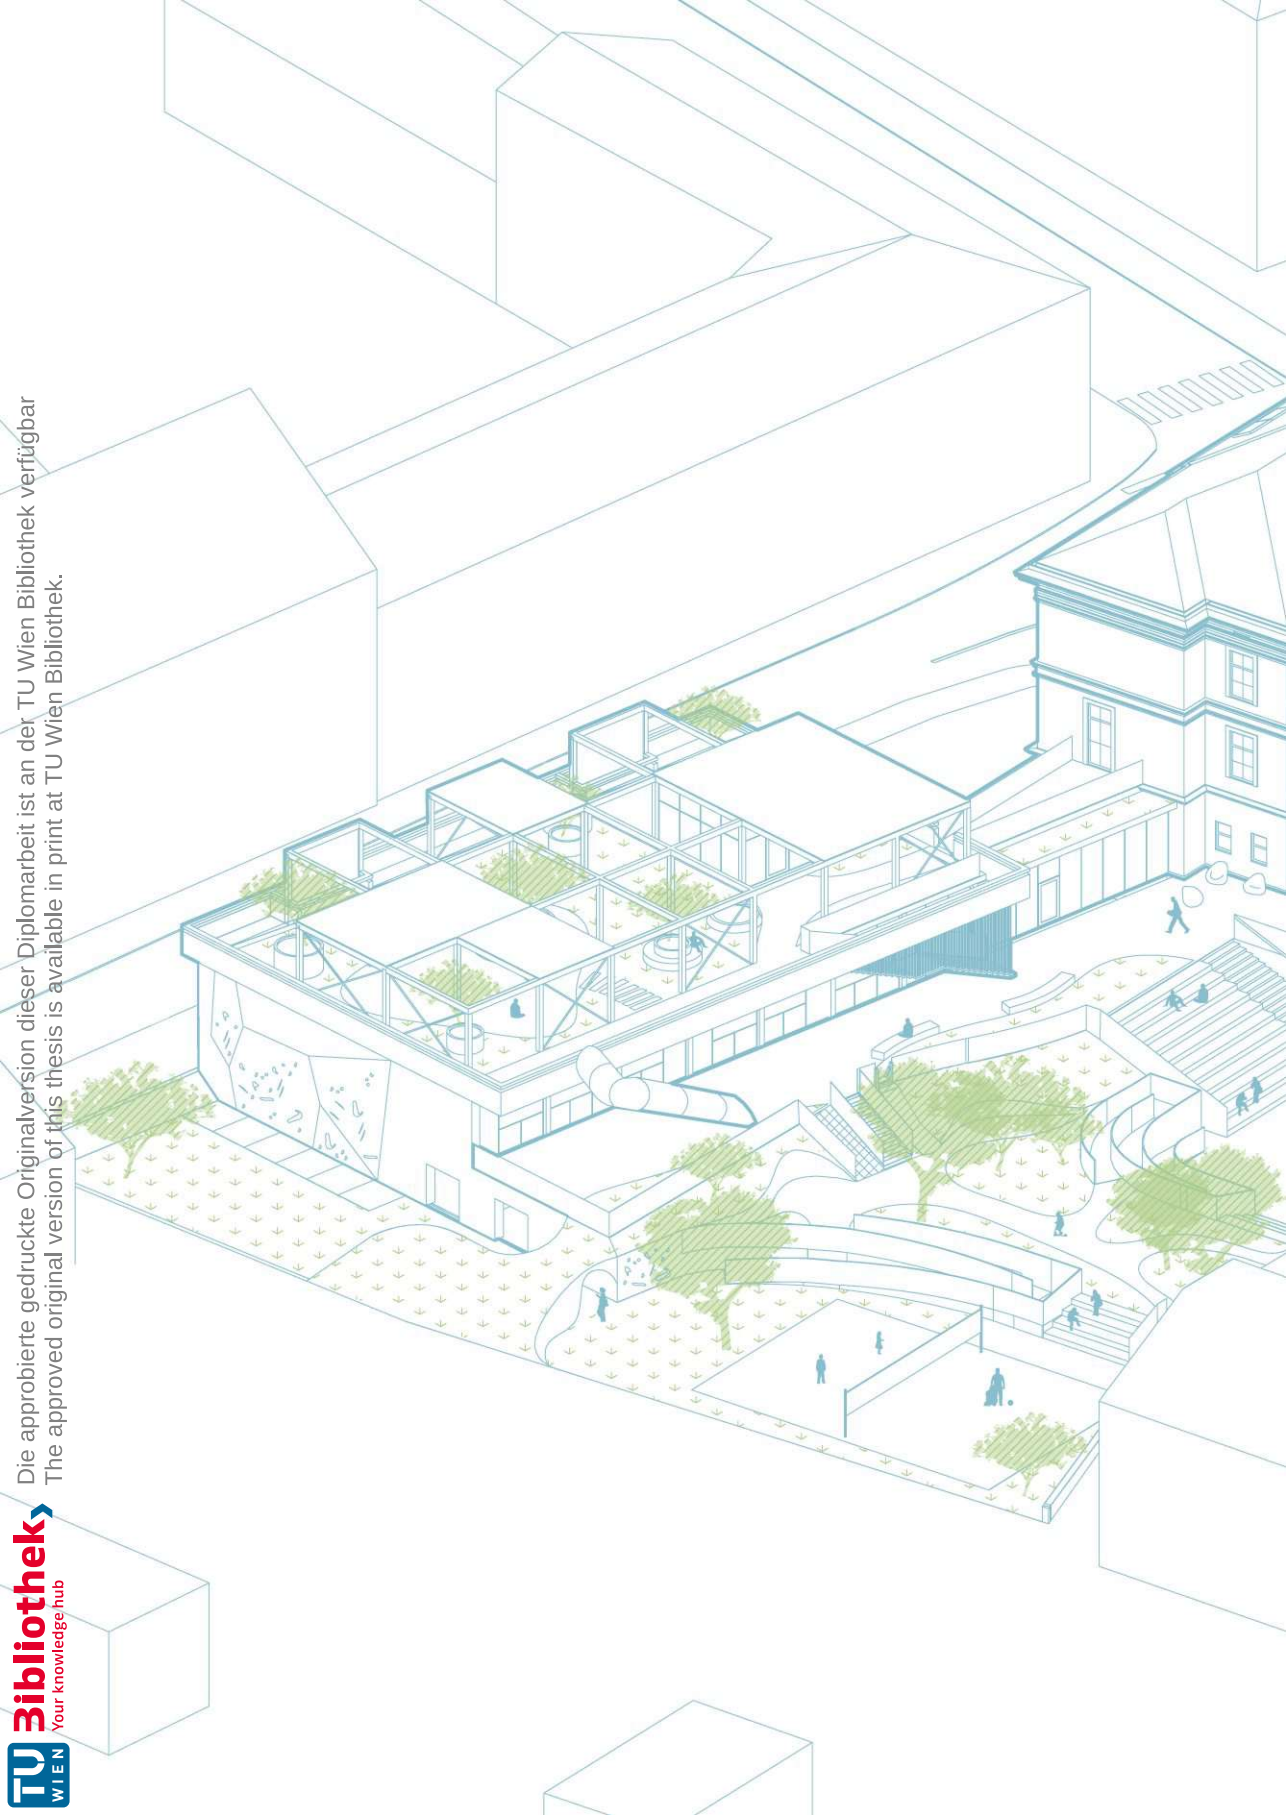 Die approbierte gedruckte Originalversion dieser Diplomarbeit ist an der TU Wien Bibliothek verfügbar
The approved original version of this thesis is available in print at TU Wien Bibliothek.
Bibliothek
Your knowledge hub
TU
WIEN